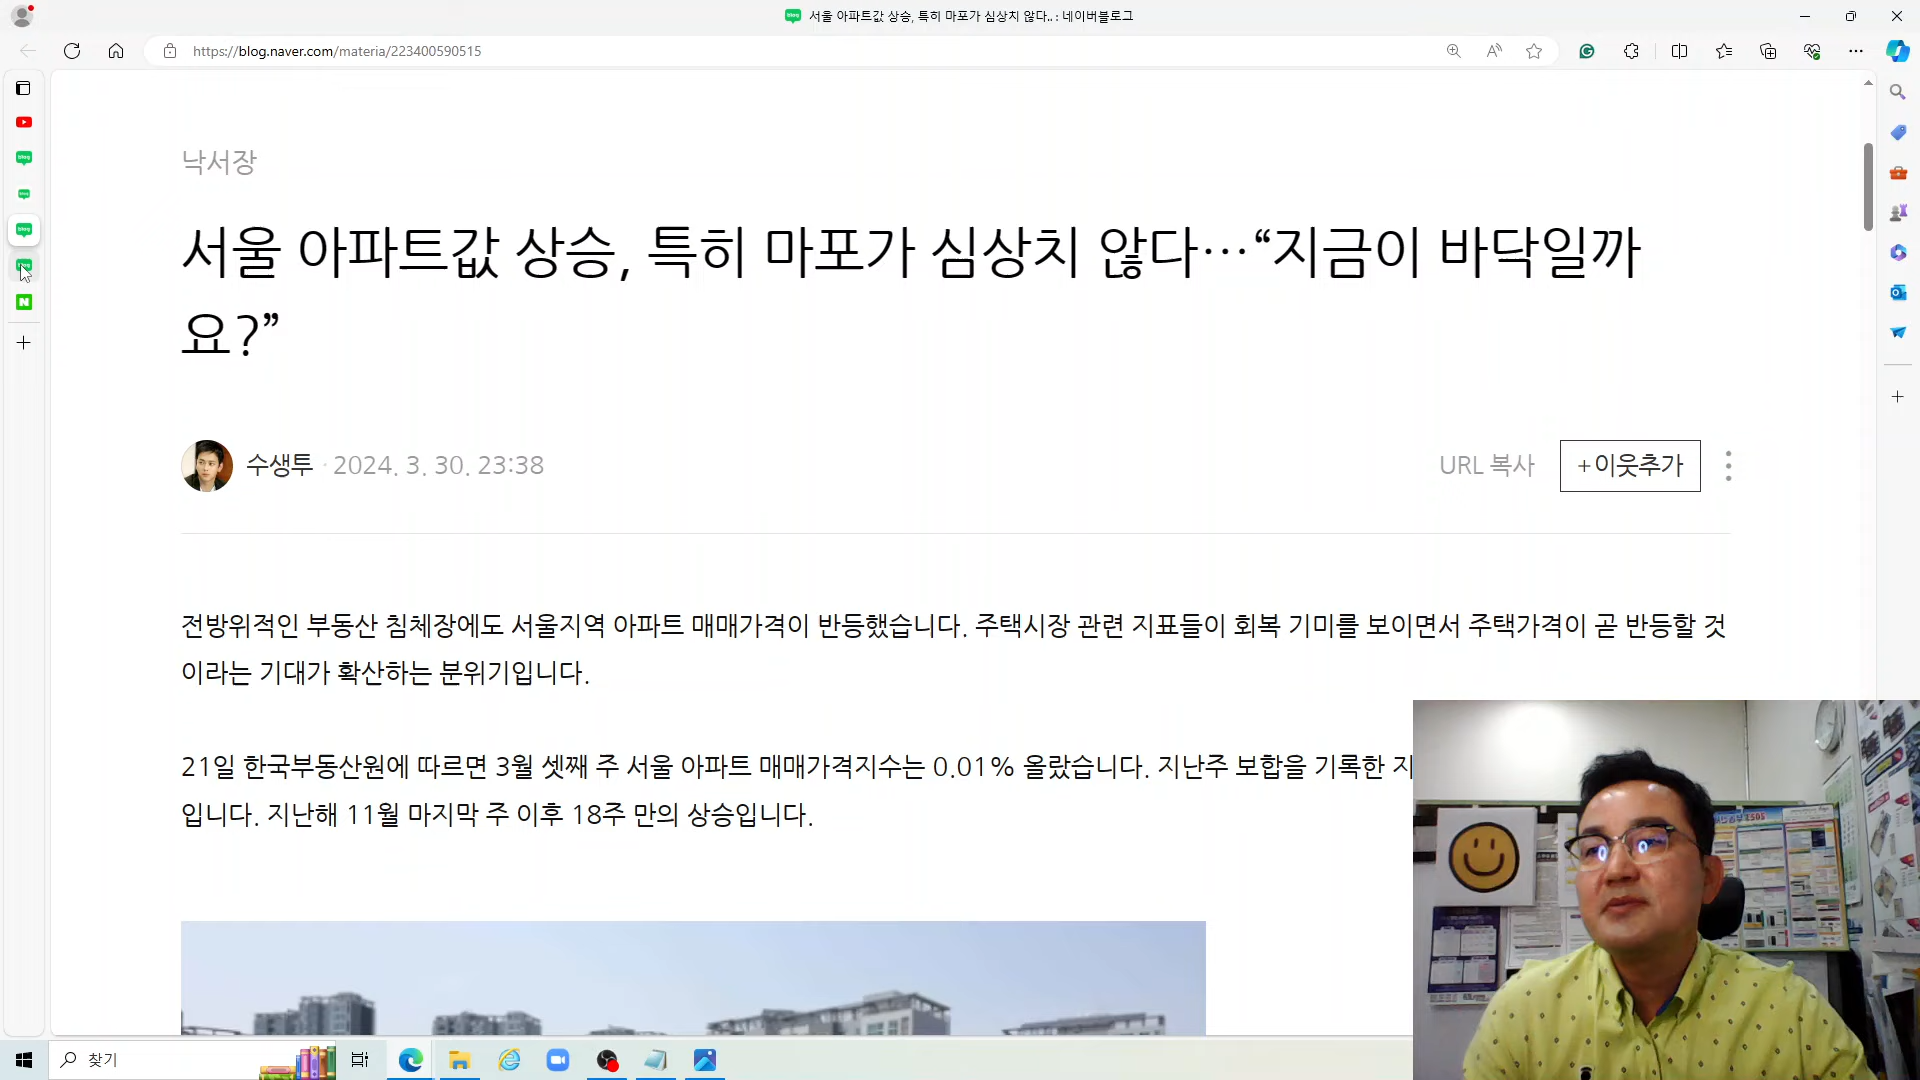 서울 아파트값 상승, 특히 마포가 심상치 않다.. : 네이버블로그
https://blog.naver.com/materia/223400590515
낙서장
서울 아파트값 상승, 특히 마포가 심상치 않다…“지금이 바닥일까
요?”
수생투 · 2024. 3. 30. 23:38
URL 복사
+이웃추가
전방위적인 부동산 침체장에도 서울지역 아파트 매매가격이 반등했습니다. 주택시장 관련 지표들이 회복 기미를 보이면서 주택가격이 곧 반등할 것
이라는 기대가 확산하는 분위기입니다.
21일 한국부동산원에 따르면 3월 셋째 주 서울 아파트 매매가격지수는 0.01% 올랐습니다. 지난주 보합을 기록한 지
입니다. 지난해 11월 마지막 주 이후 18주 만의 상승입니다.
찾기